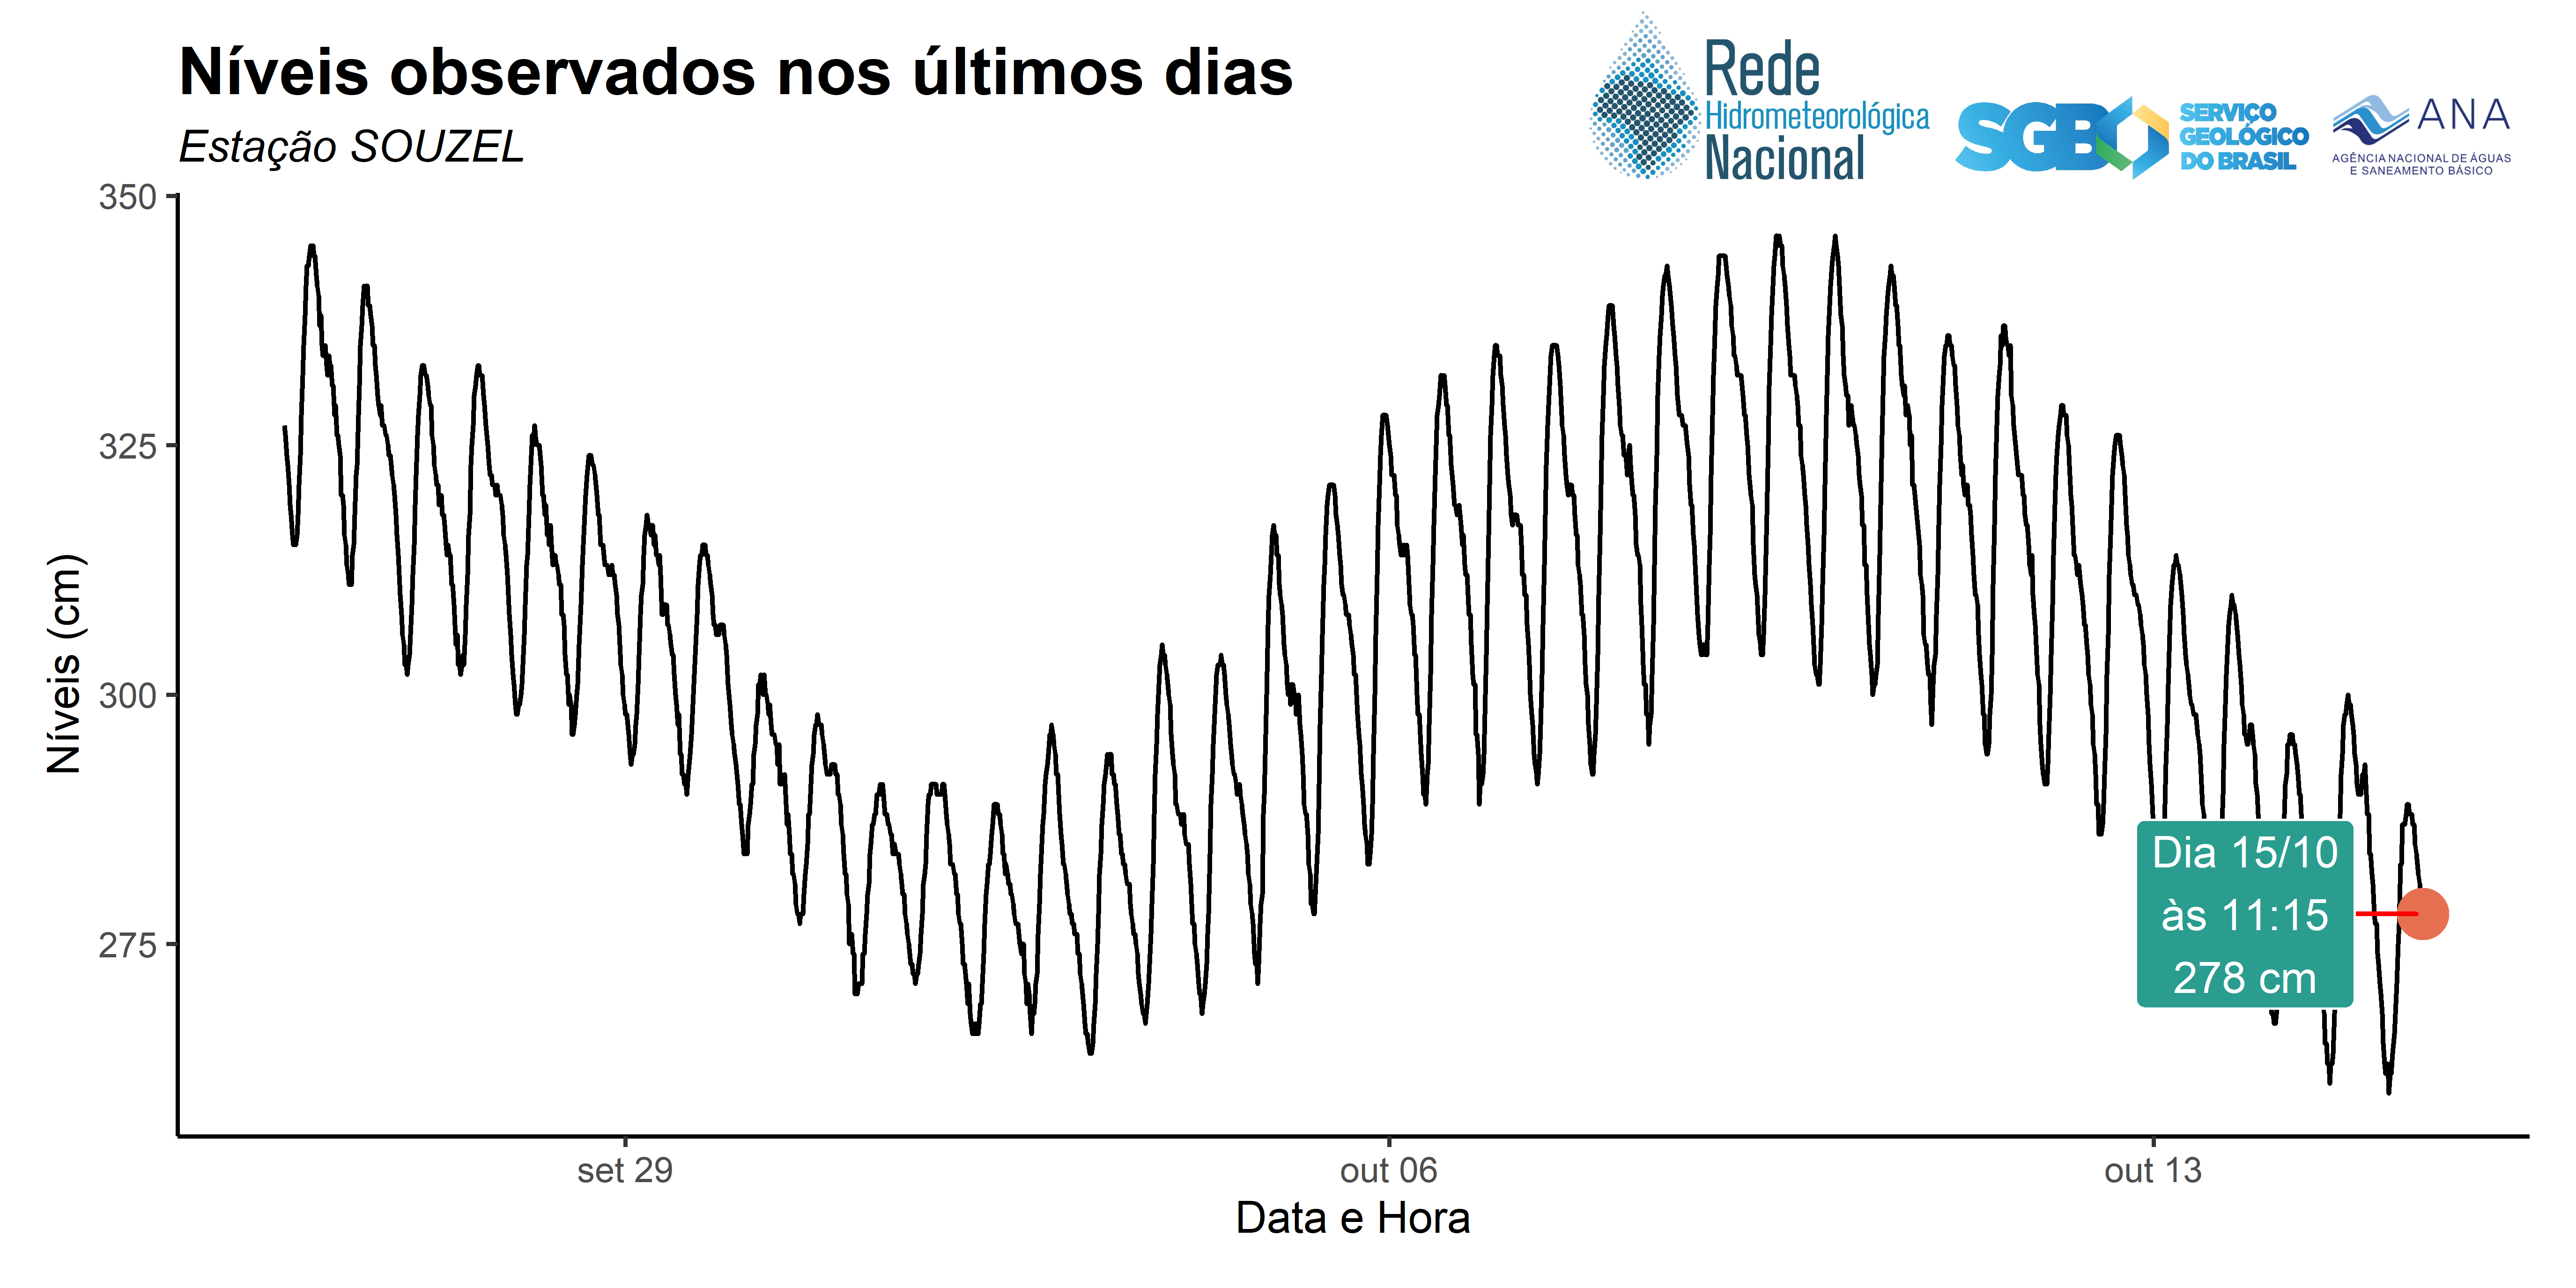 Níveis observados nos últimos dias
Estação SOUZEL
Rede
Hidrometeorológica
Nacional
SGB
SERVIÇO
GEOLÓGICO
DO BRASIL
ANA
AGÊNCIA NACIONAL DE ÁGUAS
E SANEAMENTO BÁSICO
Níveis (cm)
350
325
300
275
Dia 15/10
às 11:15
278 cm
set 29
out 06
out 13
Data e Hora